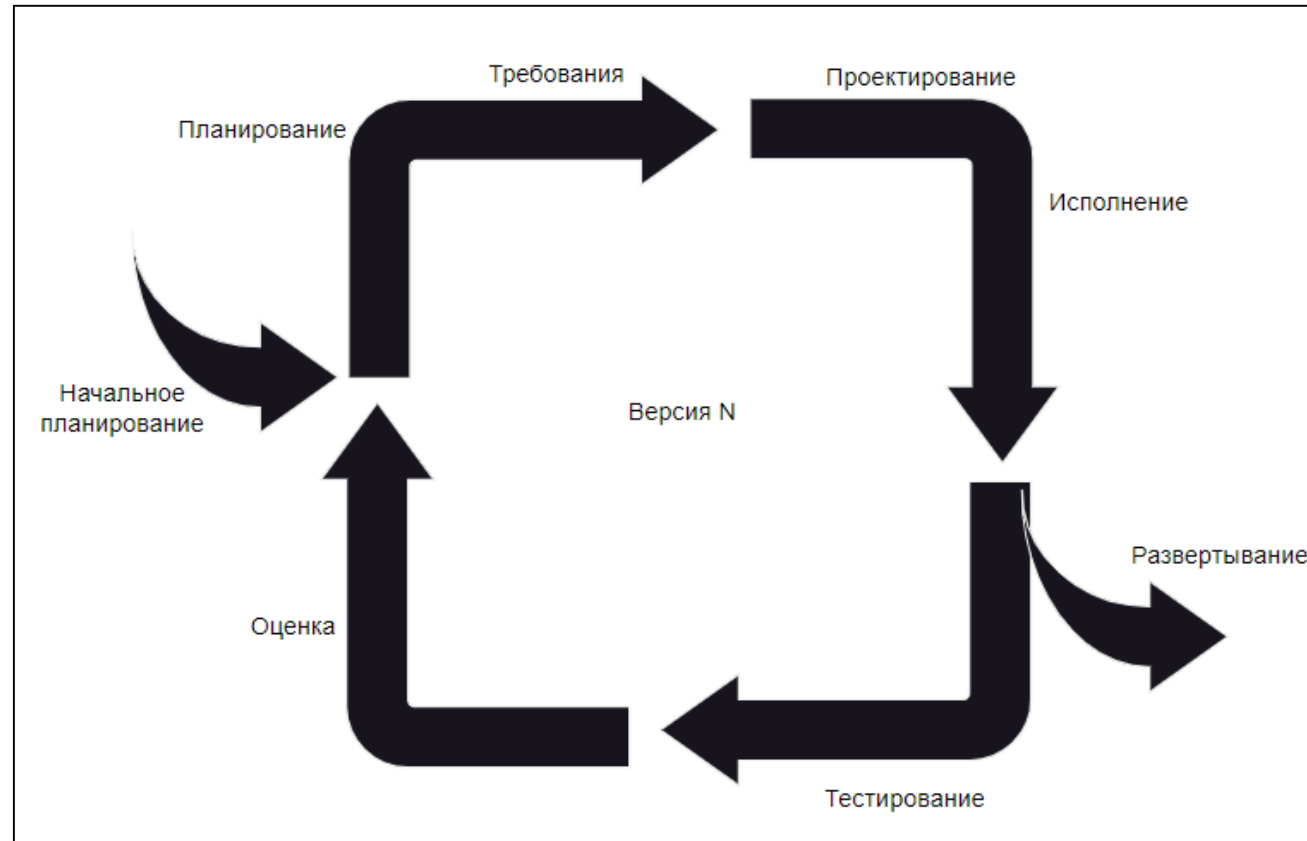 Требования
Проектирование
Планирование
Исполнение
Начальное
планирование
Версия N
Развертывание
Оценка
Тестирование